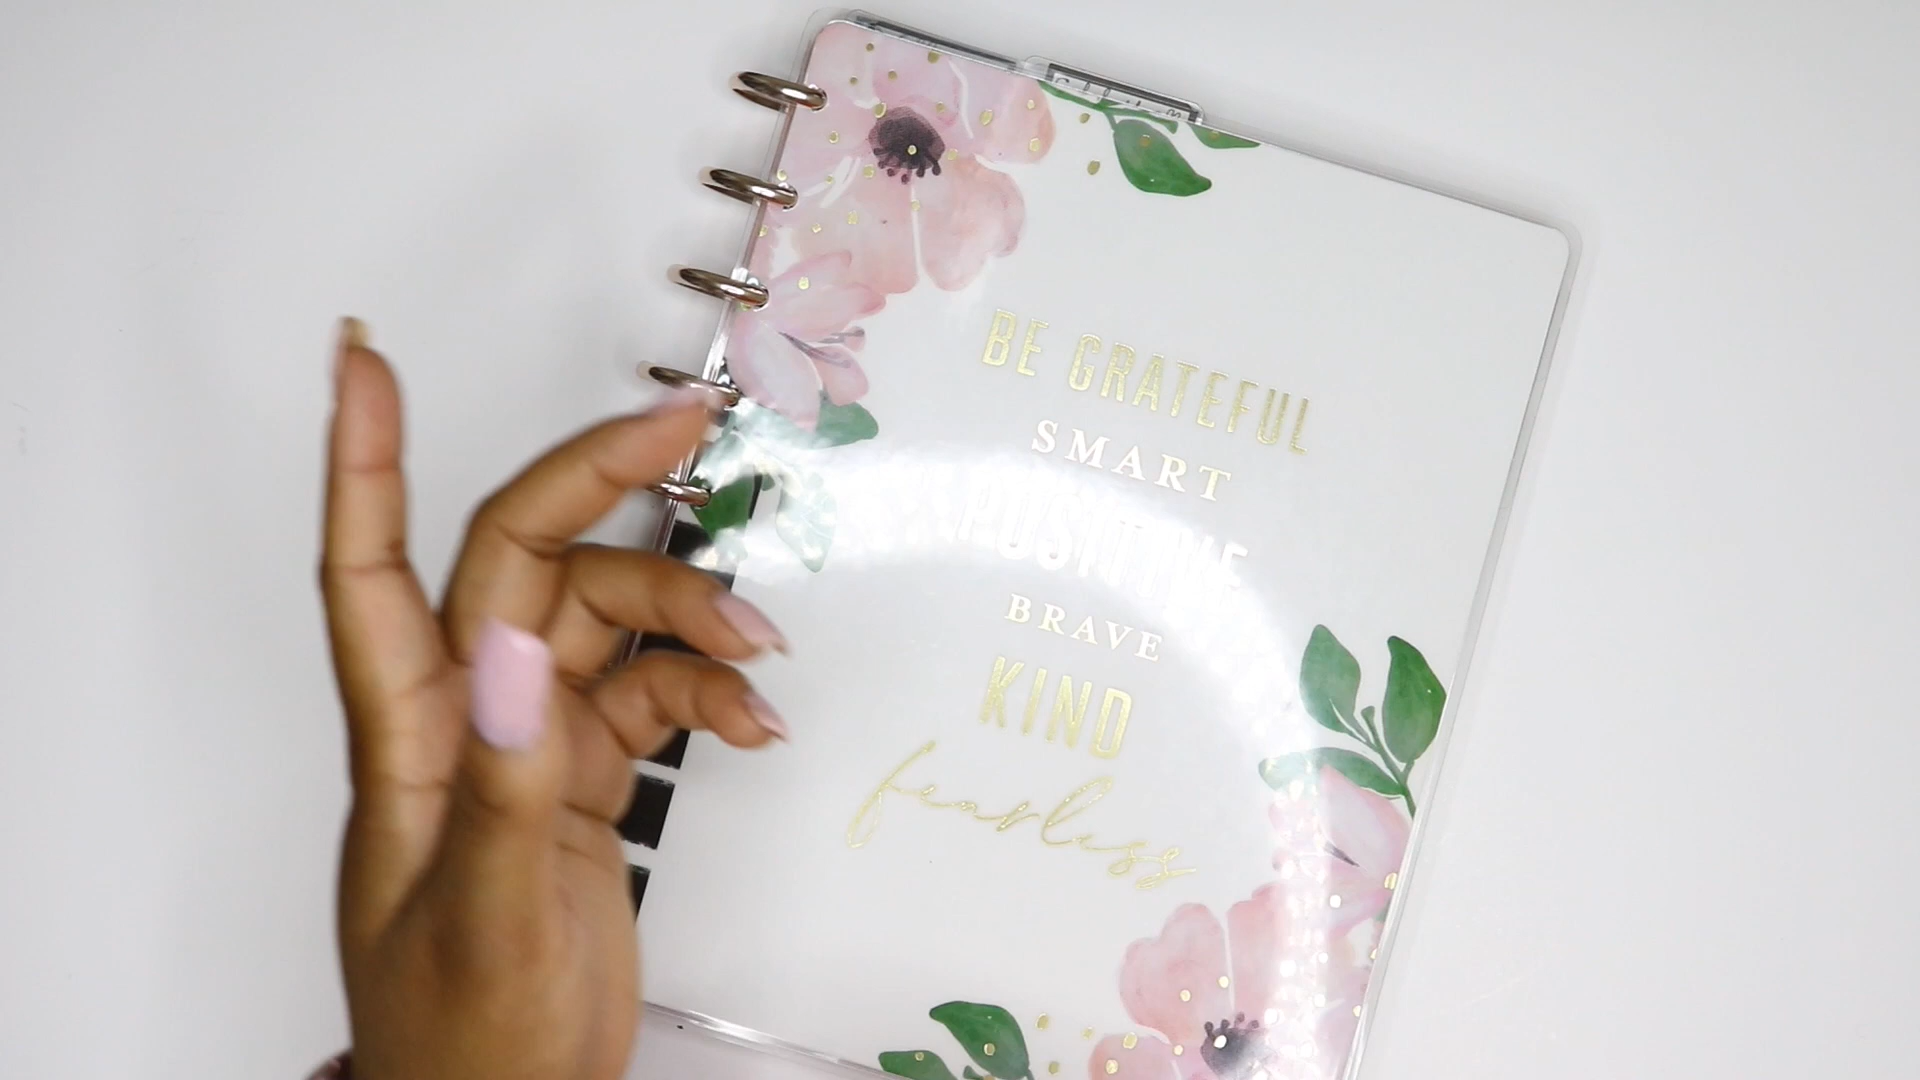 BE GRATEFUL
SMART
POSITIVE
BRAVE
KIND
fearless